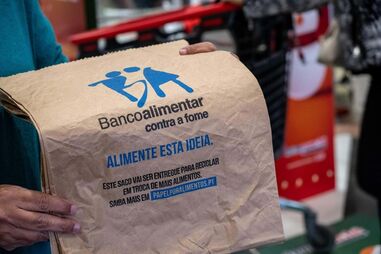 Bancoalimentar
contra a fome
ALIMENTE ESTA IDEIA.
ESTE SACO VAI SER ENTREGUE PARA RECICLAR
EM TROCA DE MAIS ALIMENTOS.
SAIBA MAIS EM PAPELPORALIMENTOS.PT